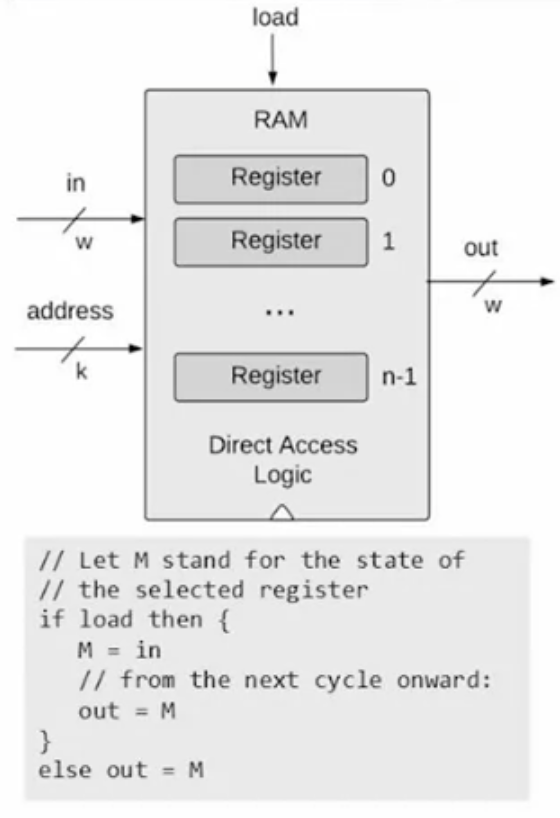 load
RAM
Register 0
in
Register 1
w
out
address
...
w
k
Register n-1
Direct Access
Logic
// Let M stand for the state of
// the selected register
if load then {
M = in
// from the next cycle onward:
out = M
}
else out = M